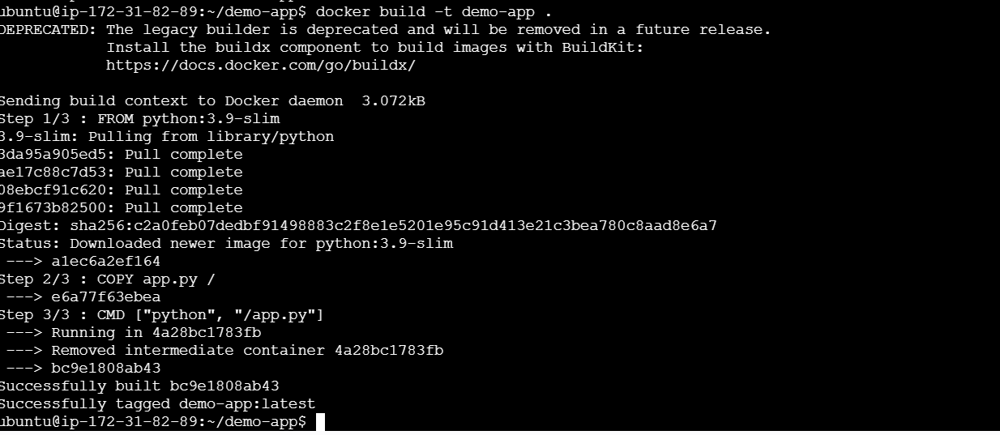 ubuntu@ip-172-31-82-89:~/demo-app$ docker build -t demo-app .
DEPRECATED: The legacy builder is deprecated and will be removed in a future release.
            Install the buildx component to build images with BuildKit:
            https://docs.docker.com/go/buildx/

Sending build context to Docker daemon  3.072kB
Step 1/3 : FROM python:3.9-slim
3.9-slim: Pulling from library/python
3da95a905ed5: Pull complete
ae17c88c7d53: Pull complete
08ebcf91c620: Pull complete
9f1673b82500: Pull complete
Digest: sha256:c2a0feb07dedbf91498883c2f8e1e5201e95c91d413e21c3bea780c8aad8e6a7
Status: Downloaded newer image for python:3.9-slim
 ---> a1ec6a2ef164
Step 2/3 : COPY app.py /
 ---> e6a77f63ebea
Step 3/3 : CMD ["python", "/app.py"]
 ---> Running in 4a28bc1783fb
 ---> Removed intermediate container 4a28bc1783fb
 ---> bc9e1808ab43
Successfully built bc9e1808ab43
Successfully tagged demo-app:latest
ubuntu@ip-172-31-82-89:~/demo-app$